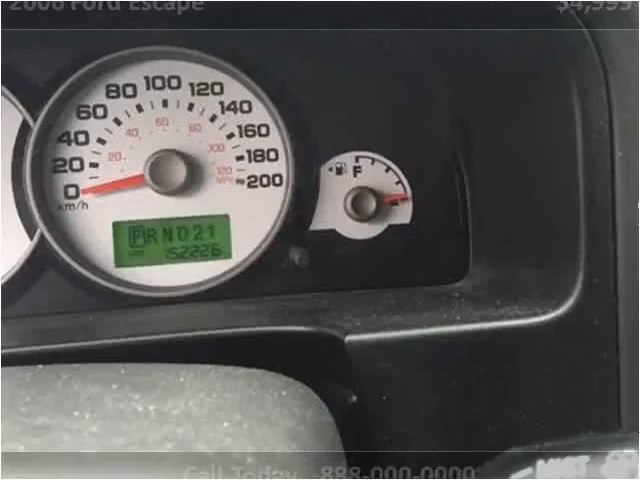 2006 Ford Escape $4,999
80 100 120
60 140
40 160
20 180
0 200
km/h
20 40 60 80 100 120
MPH
F
PRND21
152226
Call Today 888-000-0000